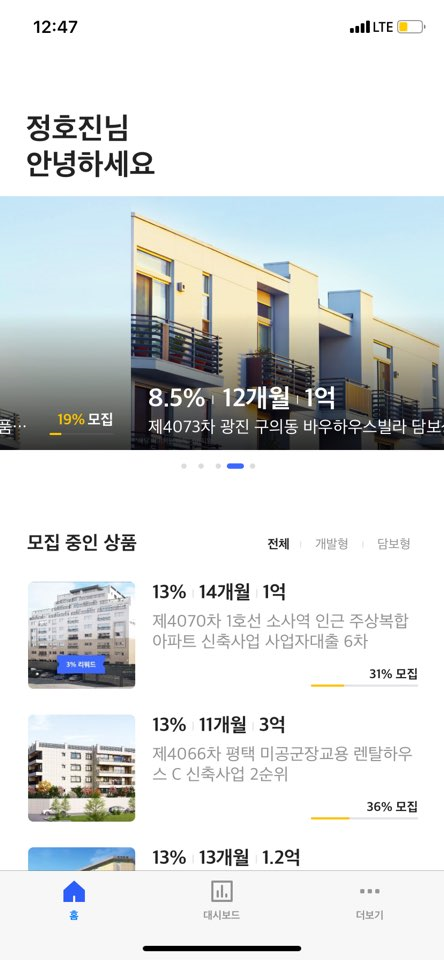 12:47
LTE
정호진님
안녕하세요
품…
19% 모집
8.5% 12개월 1억
제4073차 광진 구의동 바우하우스빌라 담보
모집 중인 상품
전체
개발형
담보형
13% 14개월 1억
제4070차 1호선 소사역 인근 주상복합
아파트 신축사업 사업자대출 6차
3% 리워드
31% 모집
13% 11개월 3억
제4066차 평택 미공군장교용 렌탈하우
스 C 신축사업 2순위
36% 모집
13% 13개월 1.2억
홈
대시보드
더보기